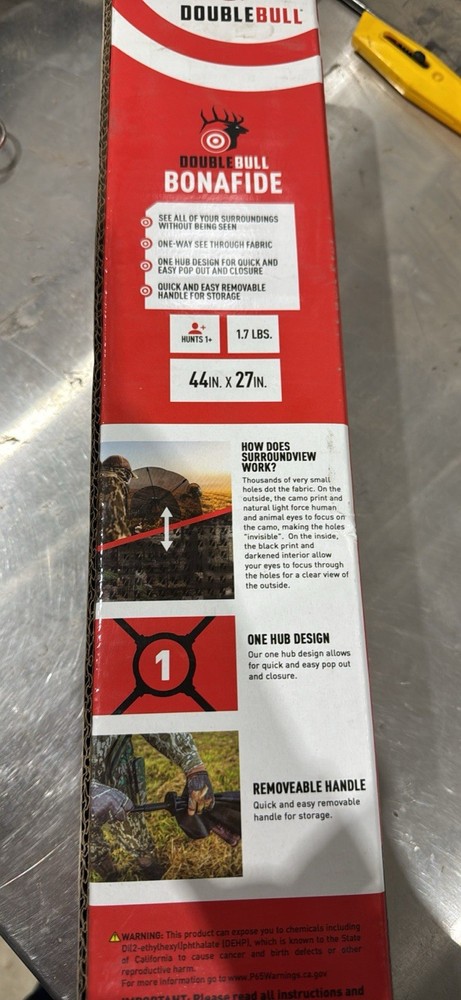 DOUBLEBULL
DOUBLEBULL
BONAFIDE
SEE ALL OF YOUR SURROUNDINGS
WITHOUT BEING SEEN
ONE-WAY SEE THROUGH FABRIC
ONE HUB DESIGN FOR QUICK AND
EASY POP OUT AND CLOSURE
QUICK AND EASY REMOVABLE
HANDLE FOR STORAGE
HUNTS 1+
1.7 LBS.
44IN. X 27IN.
HOW DOES
SURROUNDVIEW
WORK?
Thousands of very small
holes dot the fabric. On the
outside, the camo print and
natural light force human
and animal eyes to focus on
the camo, making the holes
"invisible". On the inside,
the black print and
darkened interior allow
your eyes to focus through
the holes for a clear view of
the outside.
1
ONE HUB DESIGN
Our one hub design allows
for quick and easy pop out
and closure.
REMOVEABLE HANDLE
Quick and easy removable
handle for storage.
WARNING: This product can expose you to chemicals including
Di(2-ethylhexyl)phthalate (DEHP), which is known to the State
of California to cause cancer and birth defects or other
reproductive harm.
For more information go to www.P65Warnings.ca.gov
IMPORTANT: Please read all instructions and